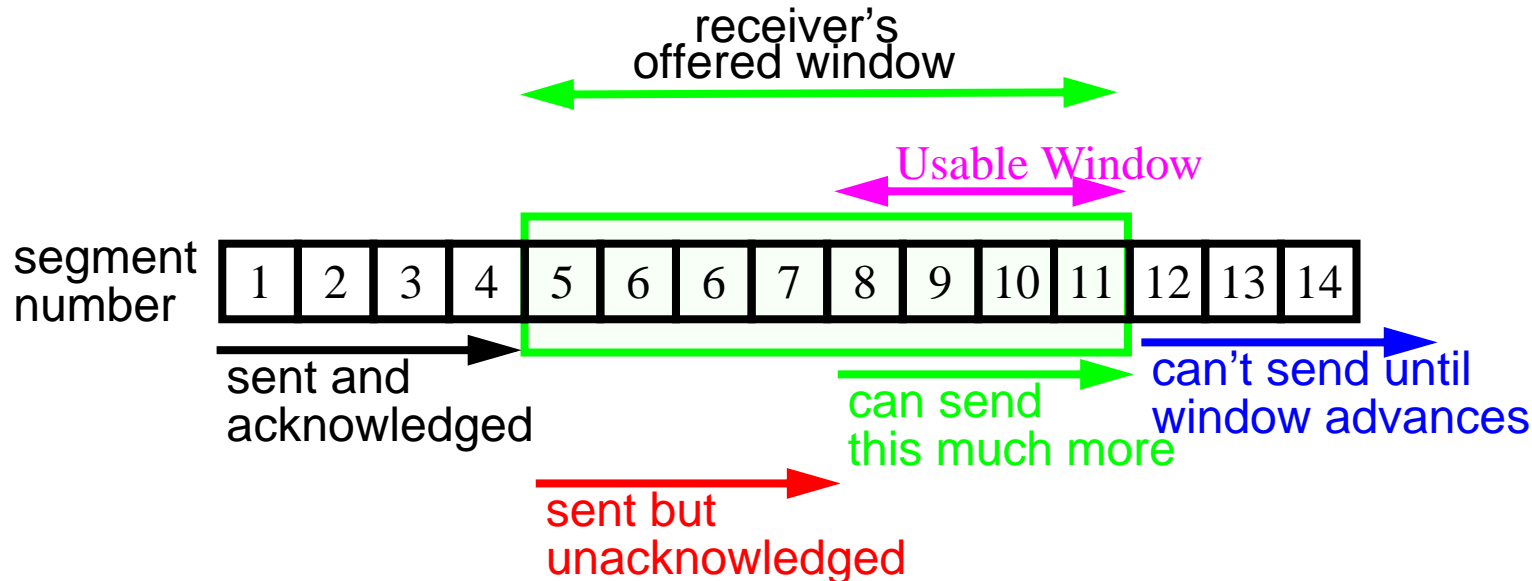 receiver’s
offered window
Usable Window
segment
number
1 2 3 4 5 6 6 7 8 9 10 11 12 13 14
sent and
acknowledged
can send
this much more
can’t send until
window advances
sent but
unacknowledged